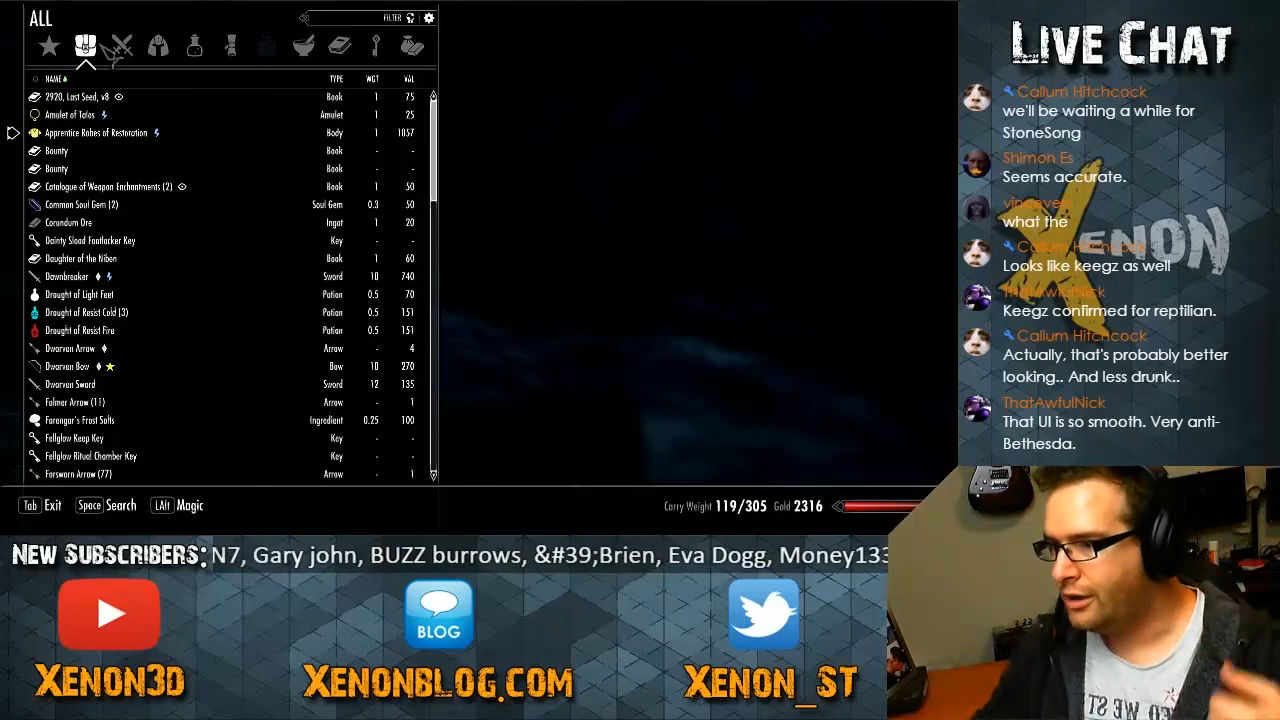 ALL
FILTER
NAME TYPE WGT VAL
2920, Last Seed, v8 Book 1 75
Amulet of Talos Amulet 1 25
Apprentice Robes of Restoration Body 1 1057
Bounty Book - -
Bounty Book - -
Catalogue of Weapon Enchantments (2) Book 1 50
Common Soul Gem (2) Soul Gem 0.3 50
Corundum Ore Ingot 1 20
Dainty Sload Footlocker Key Key - -
Daughter of the Niben Book 1 60
Dawnbreaker Sword 10 740
Draught of Light Feet Potion 0.5 70
Draught of Resist Cold (3) Potion 0.5 151
Draught of Resist Fire Potion 0.5 151
Dwarven Arrow Arrow - 4
Dwarven Bow Bow 10 270
Dwarven Sword Sword 12 135
Falmer Arrow (11) Arrow - 1
Farengar's Frost Salts Ingredient 0.25 100
Fellglow Keep Key Key - -
Fellglow Ritual Chamber Key Key - -
Forsworn Arrow (77) Arrow - 1
Tab Exit Space Search LAlt Magic
Carry Weight 119/305 Gold 2316
LIVE CHAT
Callum Hitchcock
we'll be waiting a while for
StoneSong
Shimon Es
Seems accurate.
what the
Callum Hitchcock
Looks like keegz as well
ThatAwfulNick
Keegz confirmed for reptilian.
Callum Hitchcock
Actually, that's probably better
looking.. And less drunk..
ThatAwfulNick
That UI is so smooth. Very anti-
Bethesda.
XENON
NEW SUBSCRIBERS: N7, Gary john, BUZZ burrows, &#39;Brien, Eva Dogg, Money133
BLOG
XENON3D
XENONBLOG.COM
XENON_ST